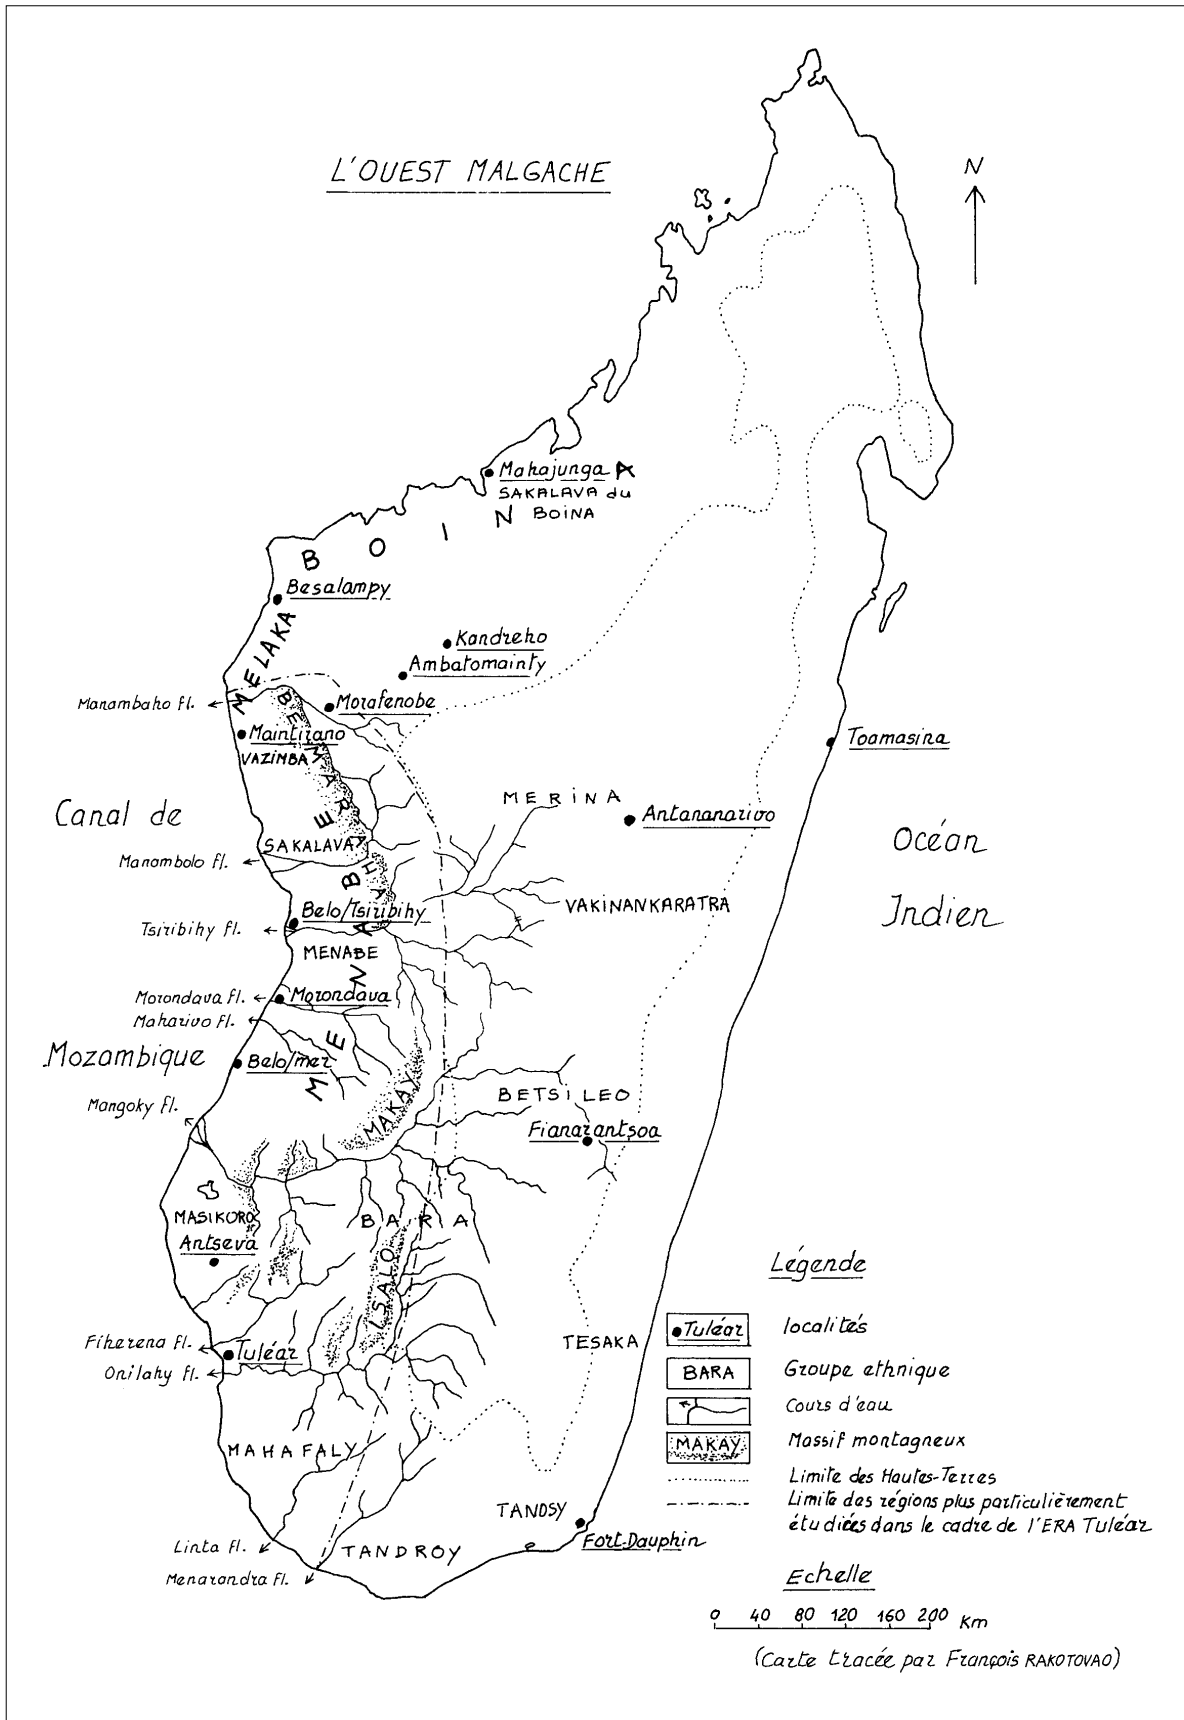 L'OUEST MALGACHE
N
Mahajunga
SAKALAVA du
BOINA
BOINA
Besalampy
MELAKA
Kandreho
Ambatomainty
Manambaho fl.
Morafenobe
BEMARAHA
Maintirano
VAZIMBA
Toamasina
MERINA
Antananarivo
Canal de
Océan
SAKALAVA
Manambolo fl.
VAKINANKARATRA
Indien
Belo/Tsiribihy
Tsiribihy fl.
MENABE
MENABE
Morondava fl.
Morondava
Maharivo fl.
Mozambique
Belo/mer
MAKAY
BETSILEO
Mangoky fl.
Fianarantsoa
MASIKORO
BARA
Antseva
ISALO
Légende
Fiherena fl.
Tuléar
TESAKA
Tuléar
localités
Onilahy fl.
BARA
Groupe ethnique
Cours d'eau
MAHAFALY
MAKAY
Massif montagneux
Limite des Hautes-Terres
Limite des régions plus particulièrement
étudiées dans le cadre de l'ERA Tuléar
TANOSY
Fort-Dauphin
Linta fl.
TANDROY
Menarandra fl.
Echelle
0 40 80 120 160 200 Km
(Carte tracée par François RAKOTOVAO)